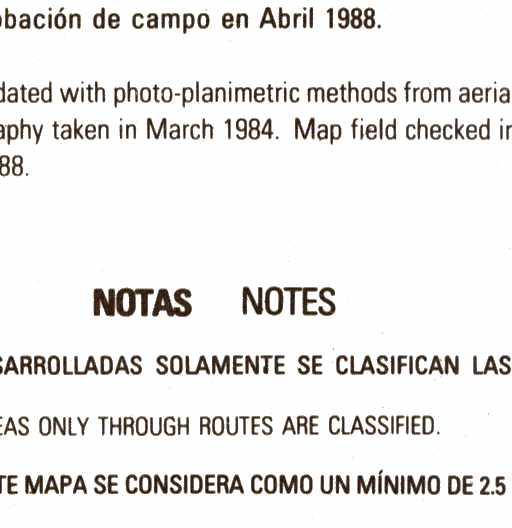 obación de campo en Abril 1988.
dated with photo-planimetric methods from aeria
aphy taken in March 1984. Map field checked in
88.
NOTAS NOTES
SARROLLADAS SOLAMENTE SE CLASIFICAN LAS
EAS ONLY THROUGH ROUTES ARE CLASSIFIED.
TE MAPA SE CONSIDERA COMO UN MÍNIMO DE 2.5